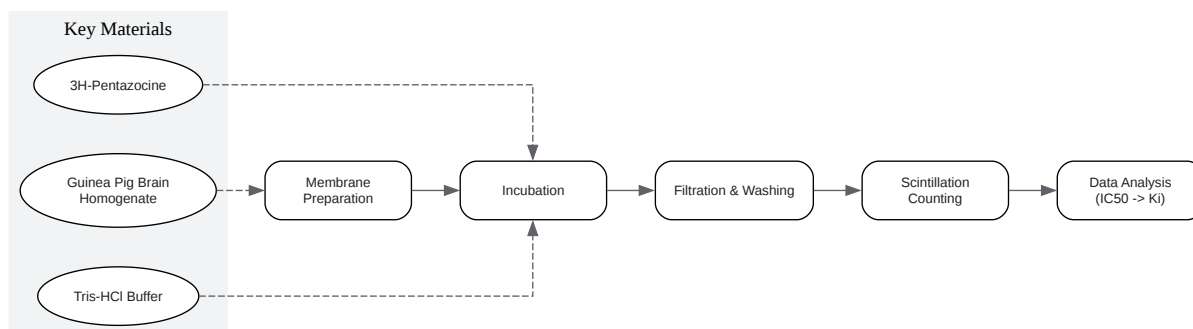 Key Materials
3H-Pentazocine
Guinea Pig Brain
Homogenate
Membrane
Preparation
Incubation
Filtration & Washing
Scintillation
Counting
Data Analysis
(IC50 -> Ki)
Tris-HCl Buffer